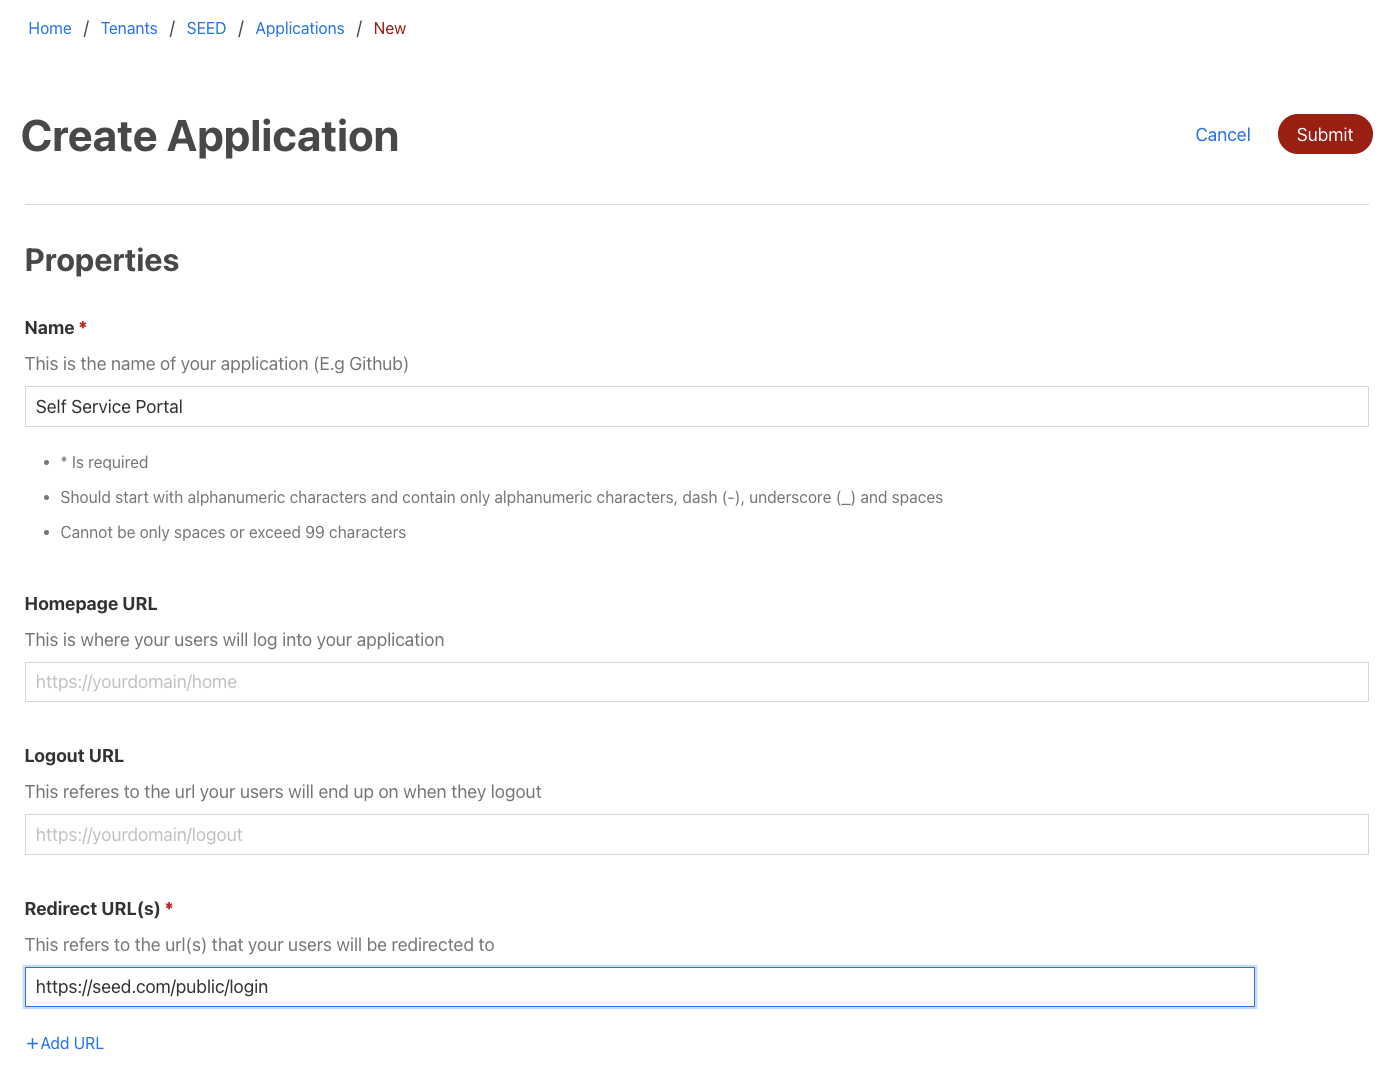 Home / Tenants / SEED / Applications / New
Create Application
Cancel
Submit
Properties
Name *
This is the name of your application (E.g Github)
Self Service Portal
• * Is required
• Should start with alphanumeric characters and contain only alphanumeric characters, dash (-), underscore (_) and spaces
• Cannot be only spaces or exceed 99 characters
Homepage URL
This is where your users will log into your application
https://yourdomain/home
Logout URL
This referes to the url your users will end up on when they logout
https://yourdomain/logout
Redirect URL(s) *
This refers to the url(s) that your users will be redirected to
https://seed.com/public/login
+Add URL